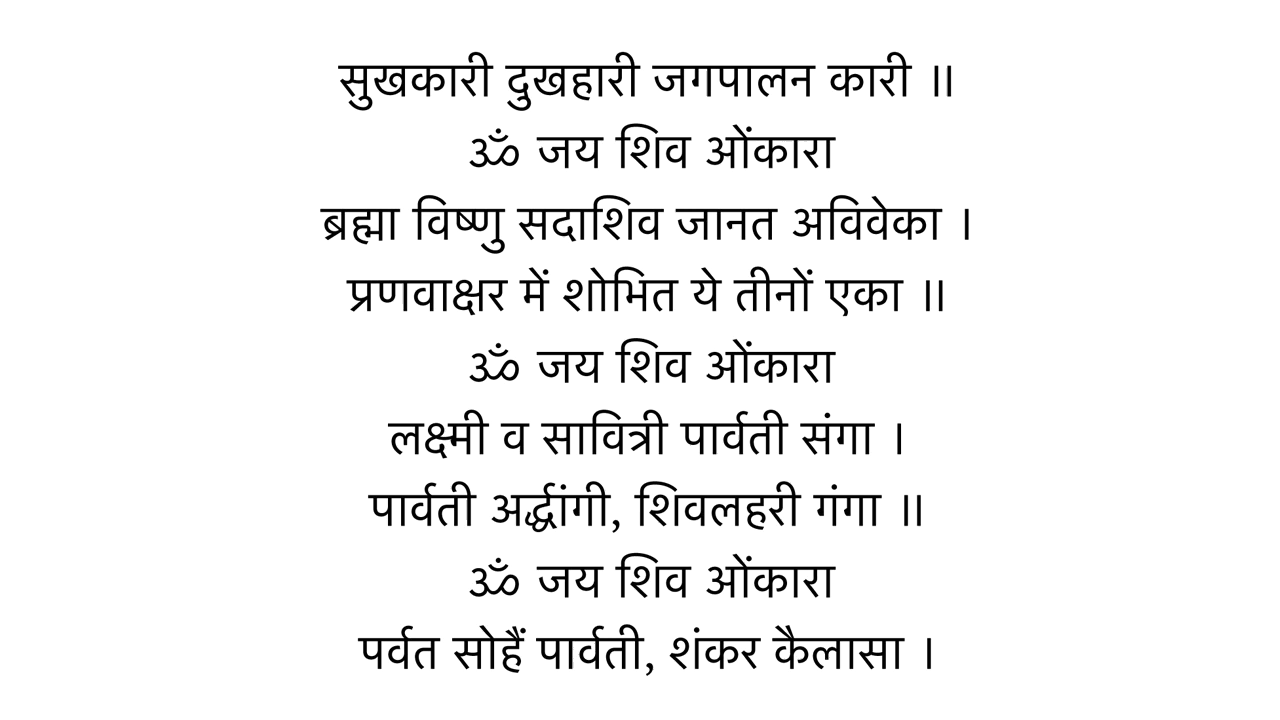 सुखकारी दुखहारी जगपालन कारी ॥
ॐ जय शिव ओंकारा
ब्रह्मा विष्णु सदाशिव जानत अविवेका ।
प्रणवाक्षर में शोभित ये तीनों एका ॥
ॐ जय शिव ओंकारा
लक्ष्मी व सावित्री पार्वती संगा ।
पार्वती अर्द्धांगी, शिवलहरी गंगा ॥
ॐ जय शिव ओंकारा
पर्वत सोहैं पार्वती, शंकर कैलासा ।